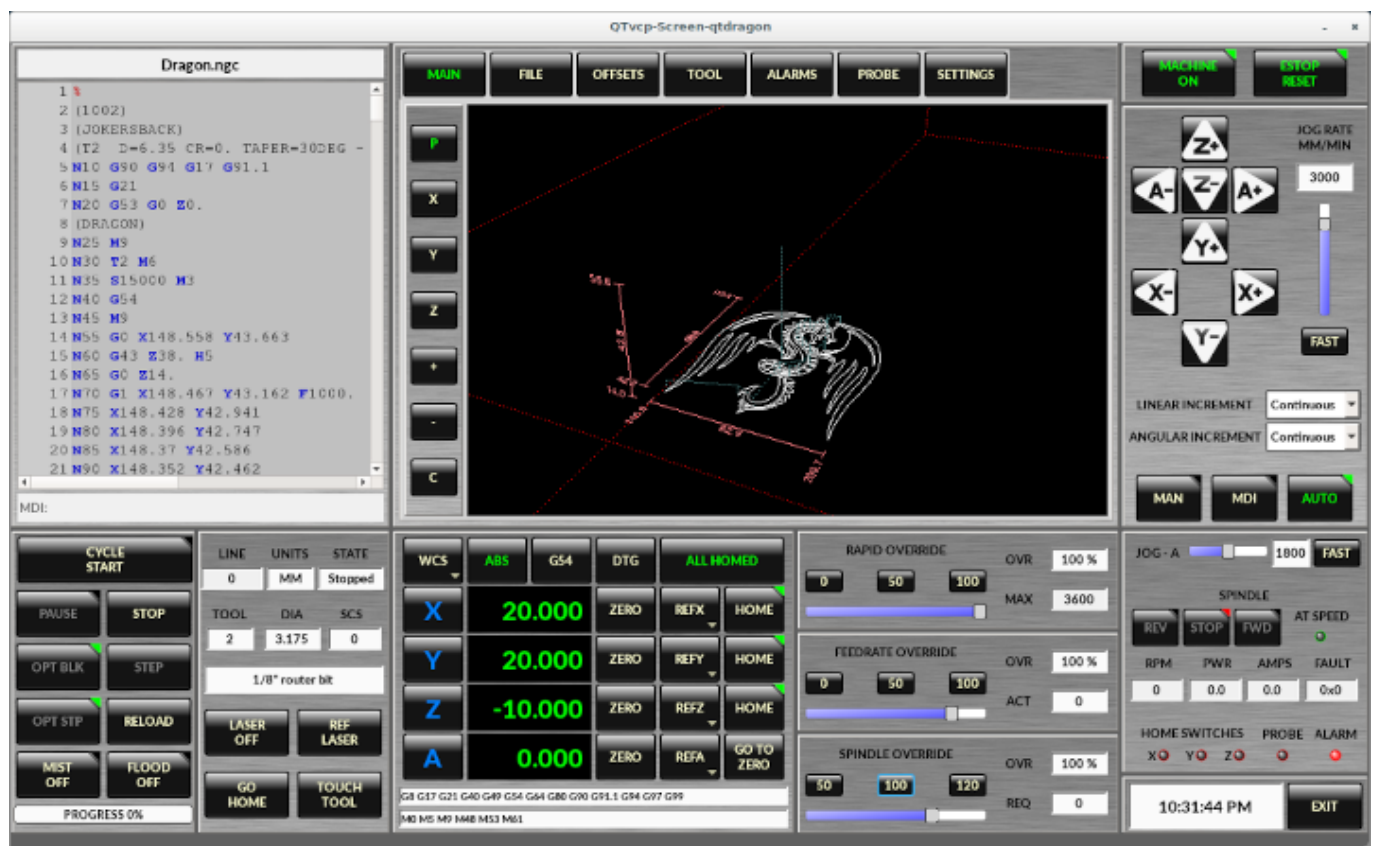 QTvcp-Screen-qtdragon
Dragon.ngc
1 %
2 (1002)
3 (JOKERSBACK)
4 (T2 D=6.35 CR=0. TAPER=30DEG -
5 N10 G90 G94 G17 G91.1
6 N15 G21
7 N20 G53 G0 Z0.
8 (DRAGON)
9 N25 M9
10 N30 T2 M6
11 N35 S15000 M3
12 N40 G54
13 N45 M9
14 N55 G0 X148.558 Y43.663
15 N60 G43 Z38. H5
16 N65 G0 Z14.
17 N70 G1 X148.467 Y43.162 F1000.
18 N75 X148.428 Y42.941
19 N80 X148.396 Y42.747
20 N85 X148.37 Y42.586
21 N90 X148.352 Y42.462
MDI:
MAIN FILE OFFSETS TOOL ALARMS PROBE SETTINGS
P
X
Y
Z
+
-
C
MACHINE ON
ESTOP RESET
JOG RATE
MM/MIN
3000
Z+
A- Z- A+
Y+
X- X+
Y-
FAST
LINEAR INCREMENT Continuous
ANGULAR INCREMENT Continuous
MAN MDI AUTO
CYCLE
START
PAUSE STOP
OPT BLK STEP
OPT STP RELOAD
MIST OFF
FLOOD OFF
PROGRESS 0%
LINE UNITS STATE
0 MM Stopped
TOOL DIA SCS
2 3.175 0
1/8" router bit
LASER OFF
REF LASER
GO HOME
TOUCH TOOL
WCS ABS G54 DTG ALL HOMED
X 20.000 ZERO REFX HOME
Y 20.000 ZERO REFY HOME
Z -10.000 ZERO REFZ HOME
A 0.000 ZERO REFA GO TO ZERO
G8 G17 G21 G40 G49 G54 G64 G80 G90 G91.1 G94 G97 G99
M0 M5 M9 M48 M53 M61
RAPID OVERRIDE
OVR 100 %
0 50 100
MAX 3600
FEEDRATE OVERRIDE
OVR 100 %
0 50 100
ACT 0
SPINDLE OVERRIDE
OVR 100 %
50 100 120
REQ 0
JOG - A 1800 FAST
SPINDLE
REV STOP FWD AT SPEED
RPM PWR AMPS FAULT
0 0.0 0.0 0x0
HOME SWITCHES PROBE ALARM
X Y Z
10:31:44 PM EXIT